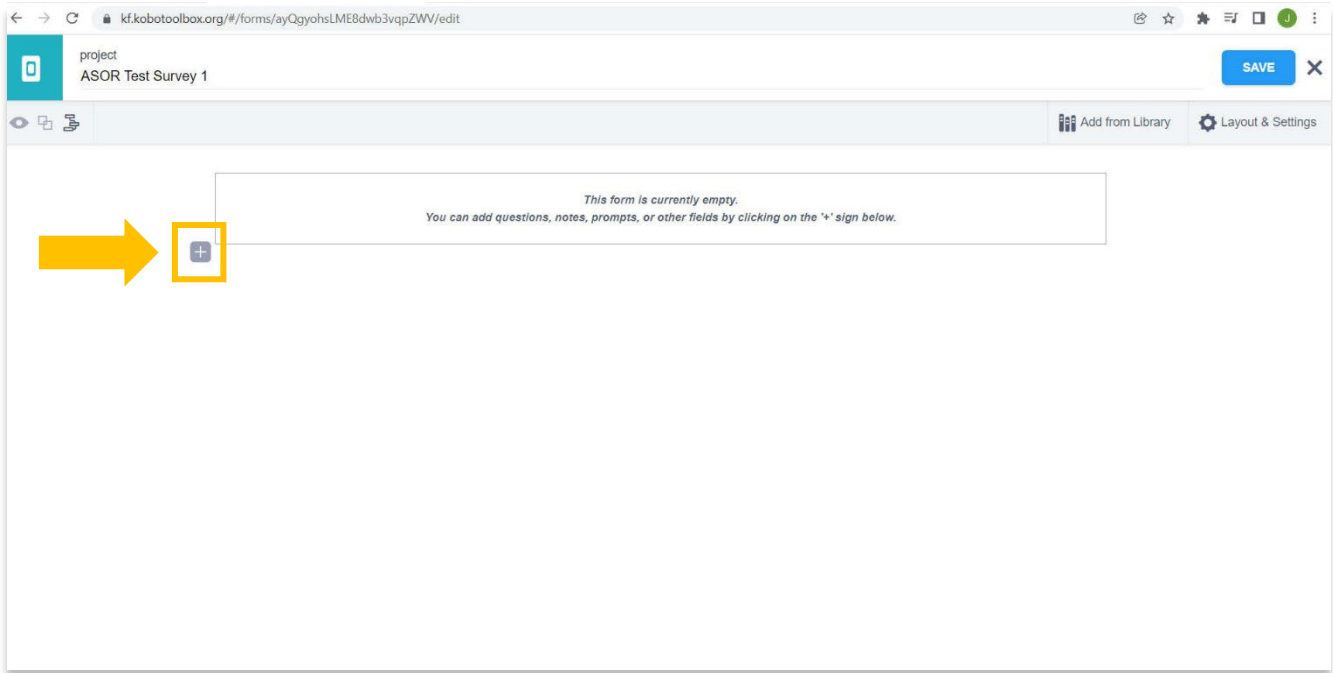 kf.kobotoolbox.org/#/forms/ayQgyohsLME8dwb3vqpZWV/edit
J
project
ASOR Test Survey 1
SAVE
Add from Library
Layout & Settings
This form is currently empty.
You can add questions, notes, prompts, or other fields by clicking on the '+' sign below.